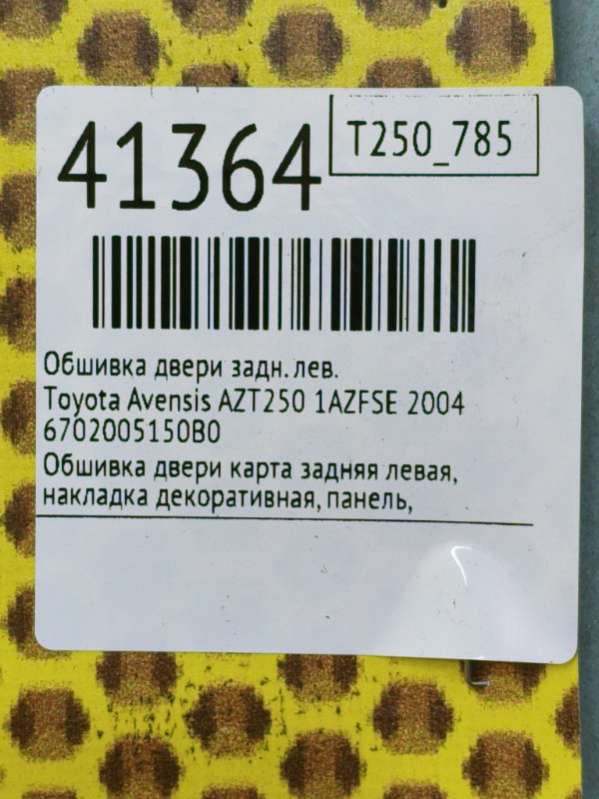 41364
T250_785
Обшивка двери задн. лев.
Toyota Avensis AZT250 1AZFSE 2004
6702005150B0
Обшивка двери карта задняя левая,
накладка декоративная, панель,